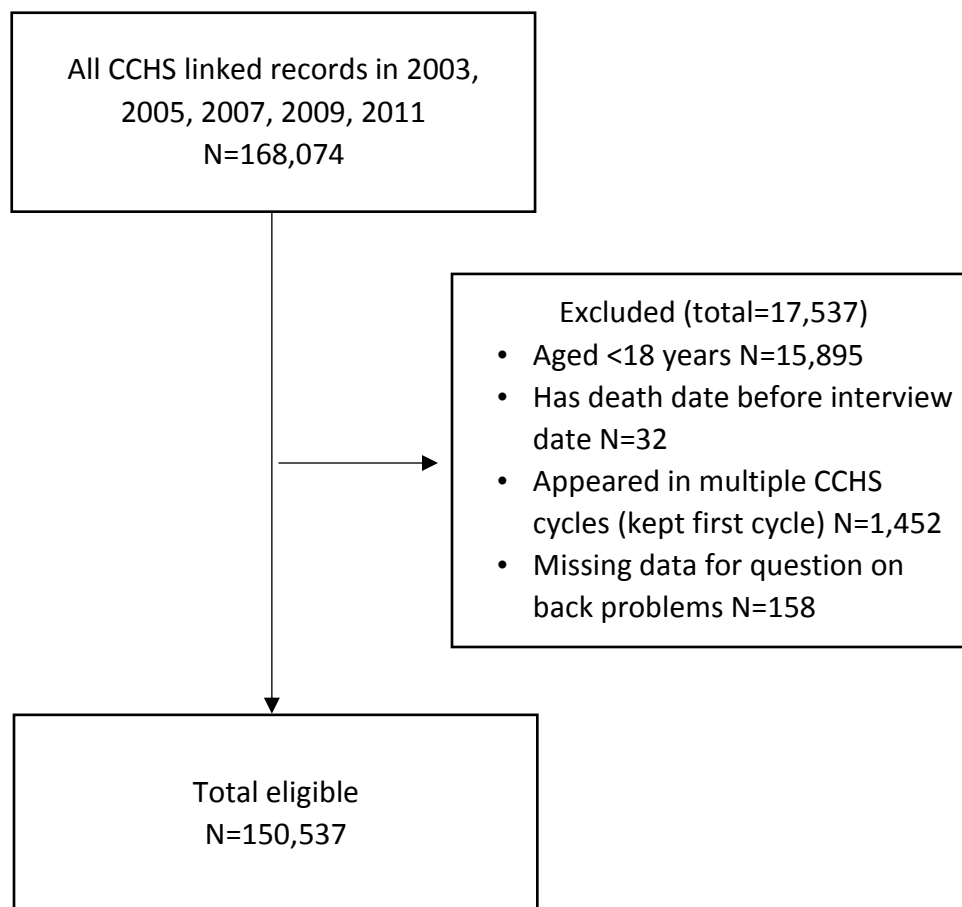 All CCHS linked records in 2003,
2005, 2007, 2009, 2011
N=168,074
Excluded (total=17,537)
• Aged <18 years N=15,895
• Has death date before interview
date N=32
• Appeared in multiple CCHS
cycles (kept first cycle) N=1,452
• Missing data for question on
back problems N=158
Total eligible
N=150,537